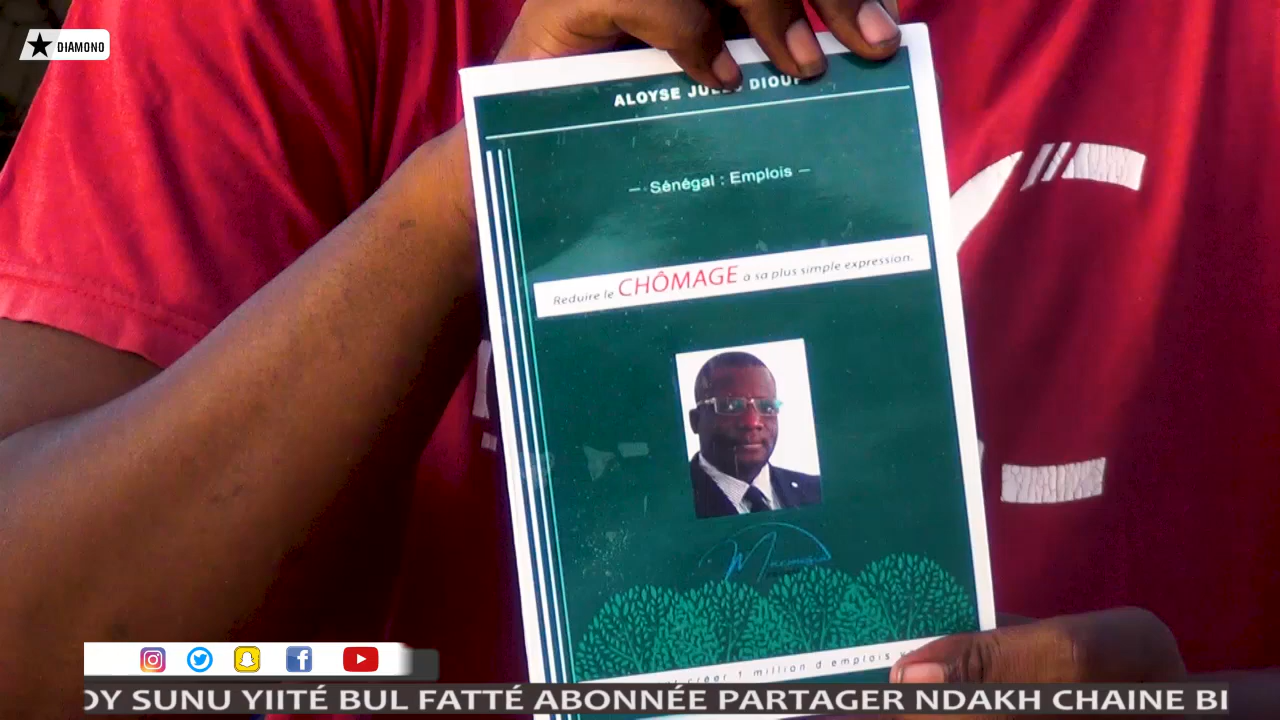 DIAMONO
ALOYSE DIOUF
— Sénégal : Emplois —
Reduire le CHÔMAGE à sa plus simple expression.
créer 1 million d emplois
SUNU YIITÉ BUL FATTÉ ABONNÉE PARTAGER NDAKH CHAINE BI